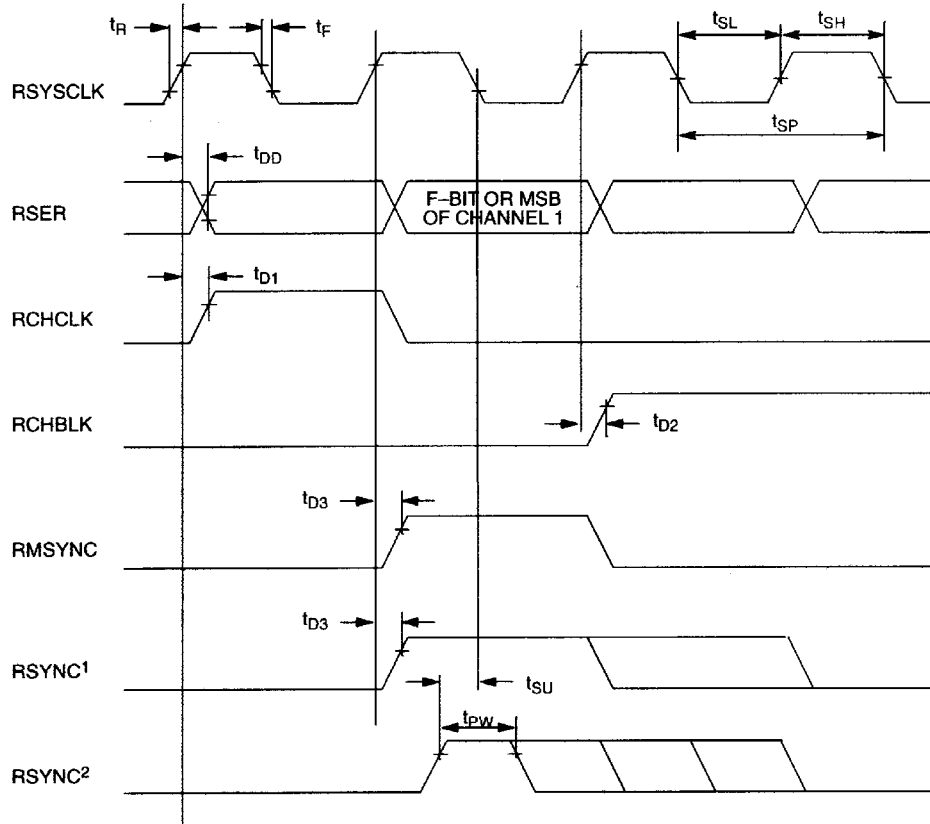 tR
tF
tSL
tSH
RSYSCLK
tSP
tDD
RSER
F–BIT OR MSB
OF CHANNEL 1
tD1
RCHCLK
RCHBLK
tD2
tD3
RMSYNC
tD3
RSYNC1
tSU
tPW
RSYNC2